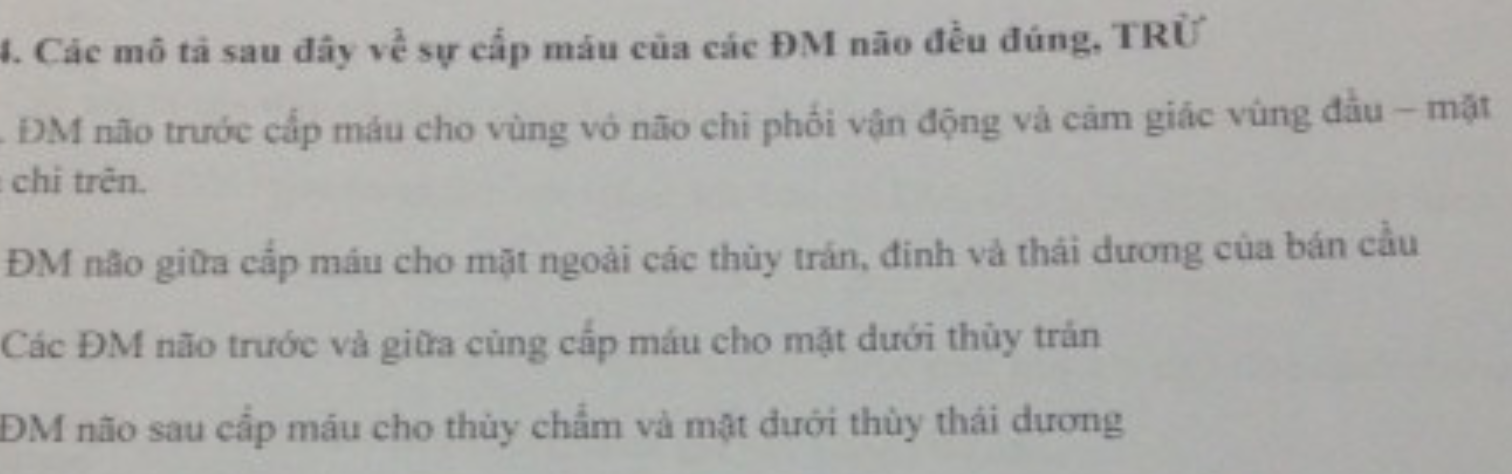 4. Các mô tả sau đây về sự cấp máu của các ĐM não đều đúng, TRỪ
. ĐM não trước cấp máu cho vùng vỏ não chi phối vận động và cảm giác vùng đầu – mặt
chi trên.
ĐM não giữa cấp máu cho mặt ngoài các thùy trán, đỉnh và thái dương của bán cầu
Các ĐM não trước và giữa cùng cấp máu cho mặt dưới thùy trán
ĐM não sau cấp máu cho thùy chẩm và mặt dưới thùy thái dương